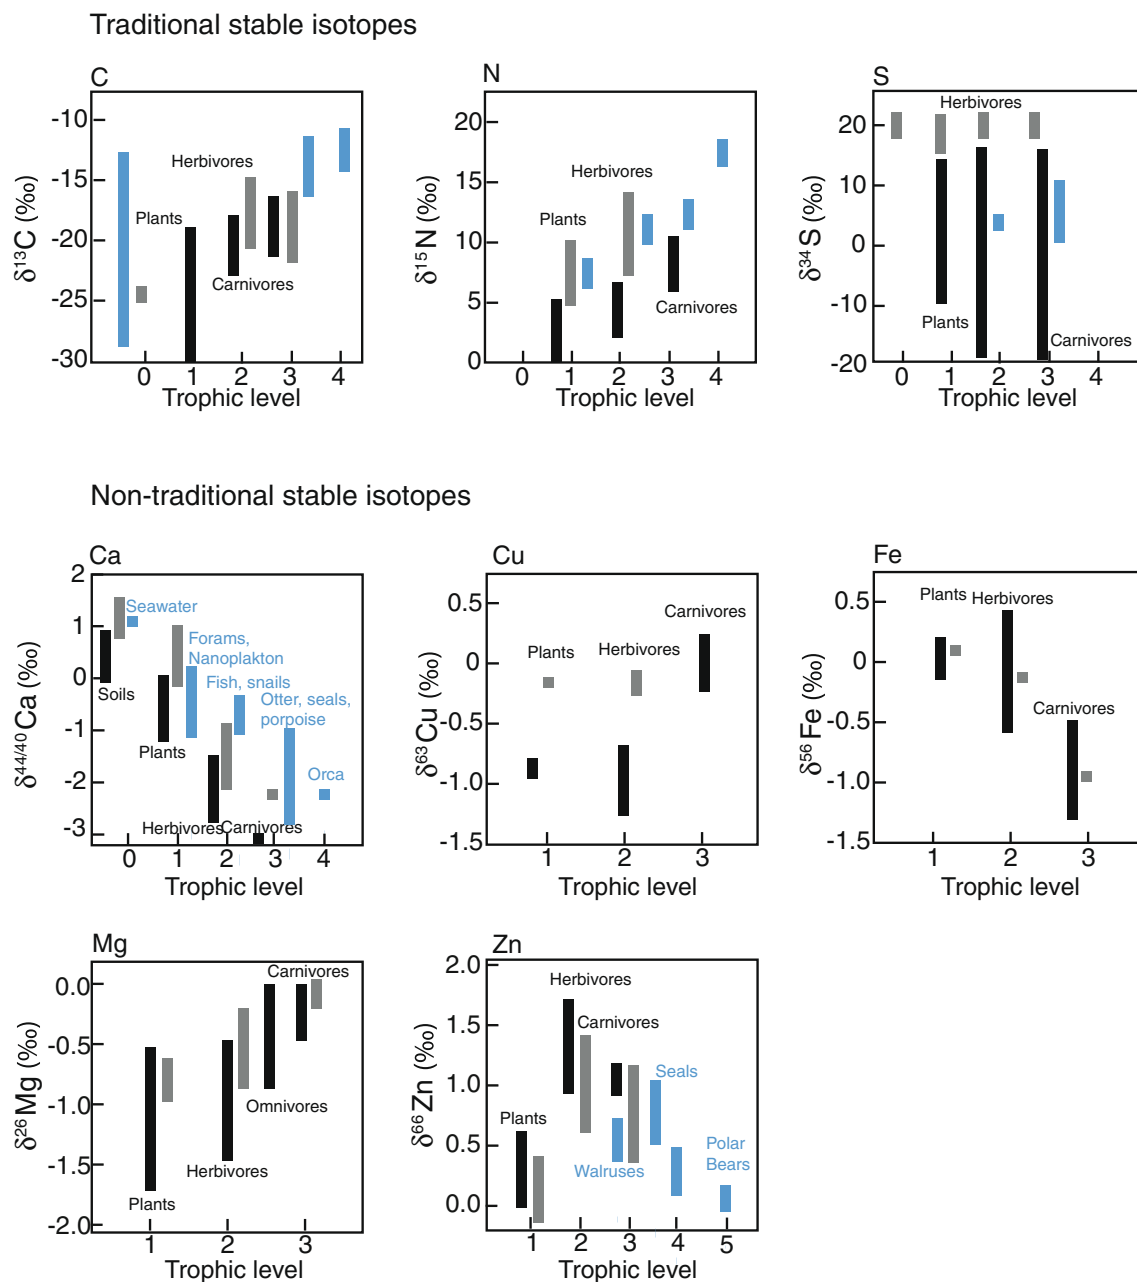 Traditional stable isotopes
C
δ13C (‰)
-10
-15
-20
-25
-30
Herbivores
Plants
Carnivores
0 1 2 3 4
Trophic level
N
δ15N (‰)
20
15
10
5
0
Herbivores
Plants
Carnivores
0 1 2 3 4
Trophic level
S
δ34S (‰)
20
10
0
-10
-20
Herbivores
Plants
Carnivores
0 1 2 3 4
Trophic level
Non-traditional stable isotopes
Ca
δ44/40Ca (‰)
2
1
0
-1
-2
-3
Seawater
Forams,
Nanoplakton
Soils
Fish, snails
Otter, seals,
porpoise
Plants
Orca
Herbivores
Carnivores
0 1 2 3 4
Trophic level
Cu
δ63Cu (‰)
0.5
0
-0.5
-1.0
-1.5
Carnivores
Plants
Herbivores
1 2 3
Trophic level
Fe
δ56Fe (‰)
0.5
0
-0.5
-1.0
-1.5
Plants
Herbivores
Carnivores
1 2 3
Trophic level
Mg
δ26Mg (‰)
0.0
-0.5
-1.0
-1.5
-2.0
Carnivores
Omnivores
Herbivores
Plants
1 2 3
Trophic level
Zn
δ66Zn (‰)
2.0
1.5
1.0
0.5
0.0
Herbivores
Carnivores
Seals
Plants
Polar
Bears
Walruses
1 2 3 4 5
Trophic level